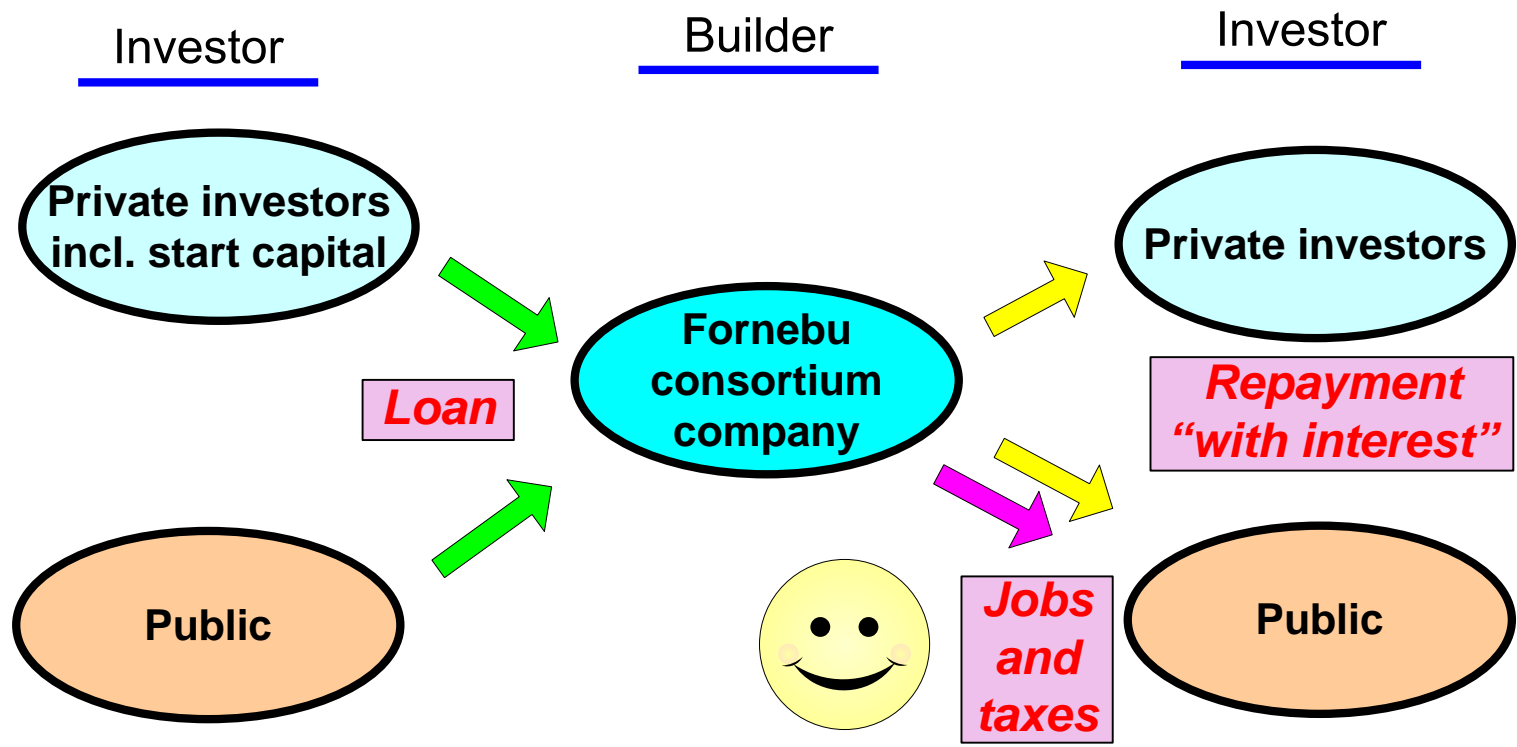 Investor
Builder
Investor
Private investors
incl. start capital
Private investors
Fornebu
consortium
company
Loan
Repayment
“with interest”
Public
Jobs
and
taxes
Public